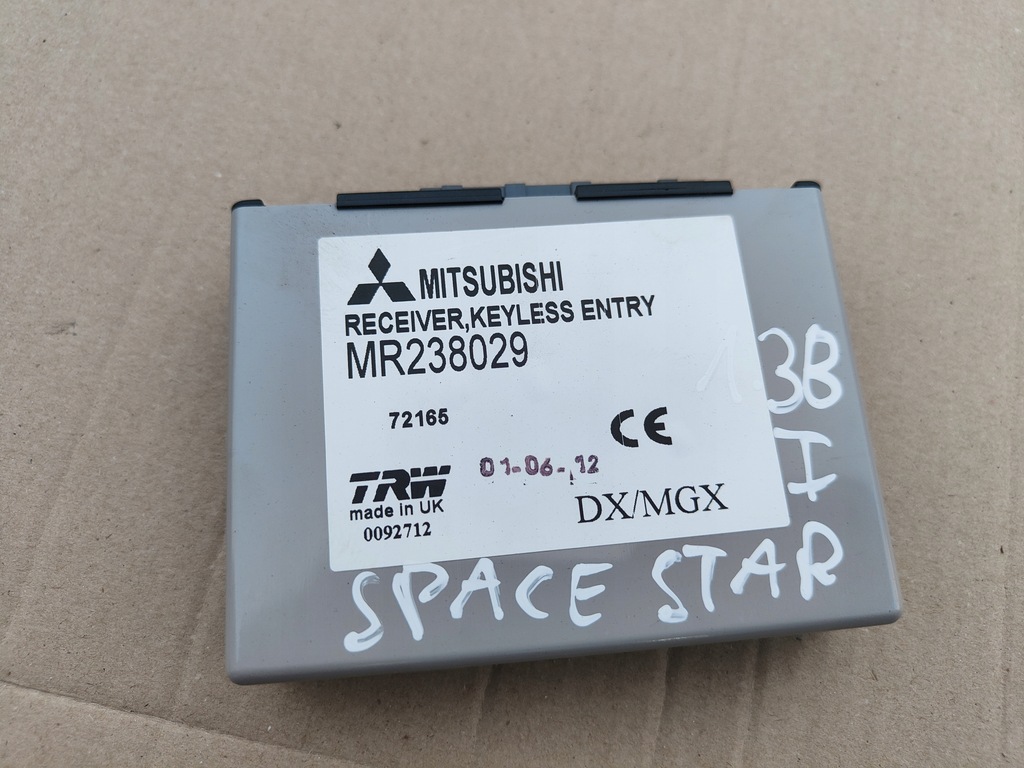 MITSUBISHI
RECEIVER,KEYLESS ENTRY
MR238029
72165
CE
01-06-12
TRW
made in UK
0092712
DX/MGX
1.3B
I
SPACE STAR